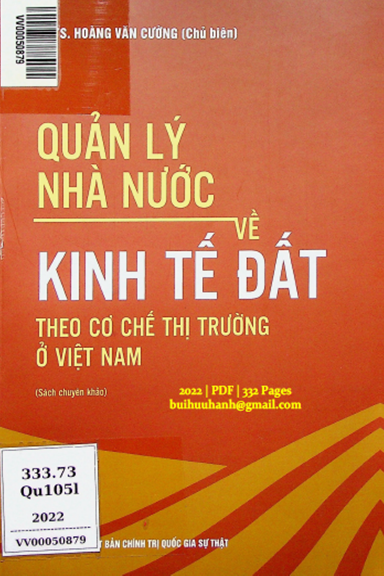 VV00050879
TS. HOÀNG VĂN CƯỜNG (Chủ biên)
QUẢN LÝ
NHÀ NƯỚC
VỀ
KINH TẾ ĐẤT
THEO CƠ CHẾ THỊ TRƯỜNG
Ở VIỆT NAM
(Sách chuyên khảo)
2022 | PDF | 332 Pages
buihuuhanh@gmail.com
333.73
Qu105l
2022
VV00050879
T BẢN CHÍNH TRỊ QUỐC GIA SỰ THẬT